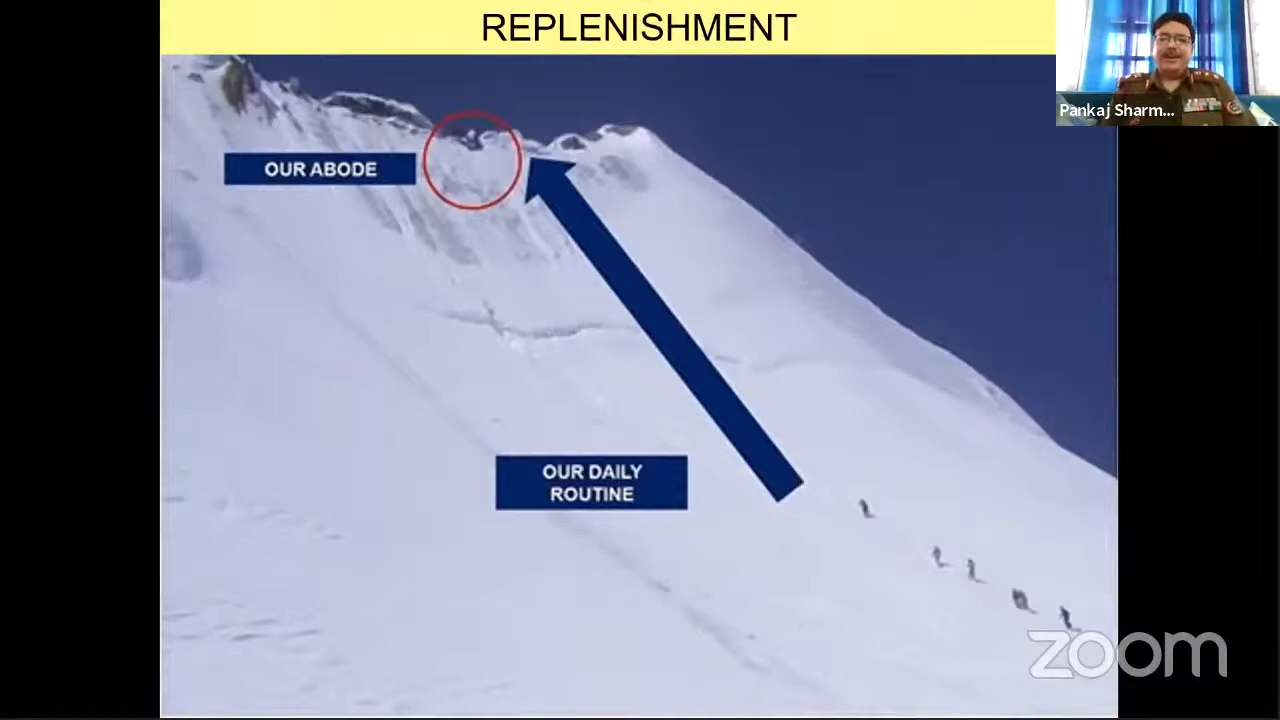 REPLENISHMENT
Pankaj Sharm...
OUR ABODE
OUR DAILY
ROUTINE
zoom